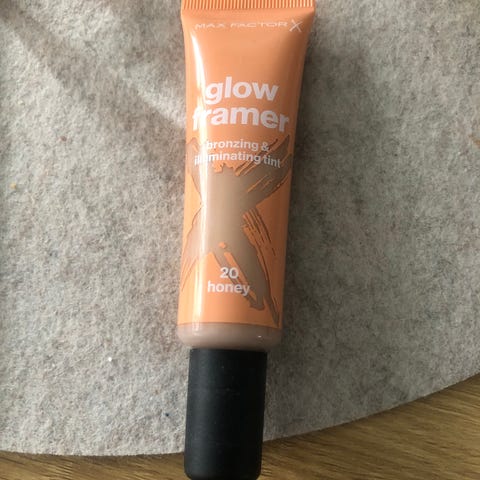 MAX FACTOR X
glow
framer
bronzing &
illuminating tint
20
honey